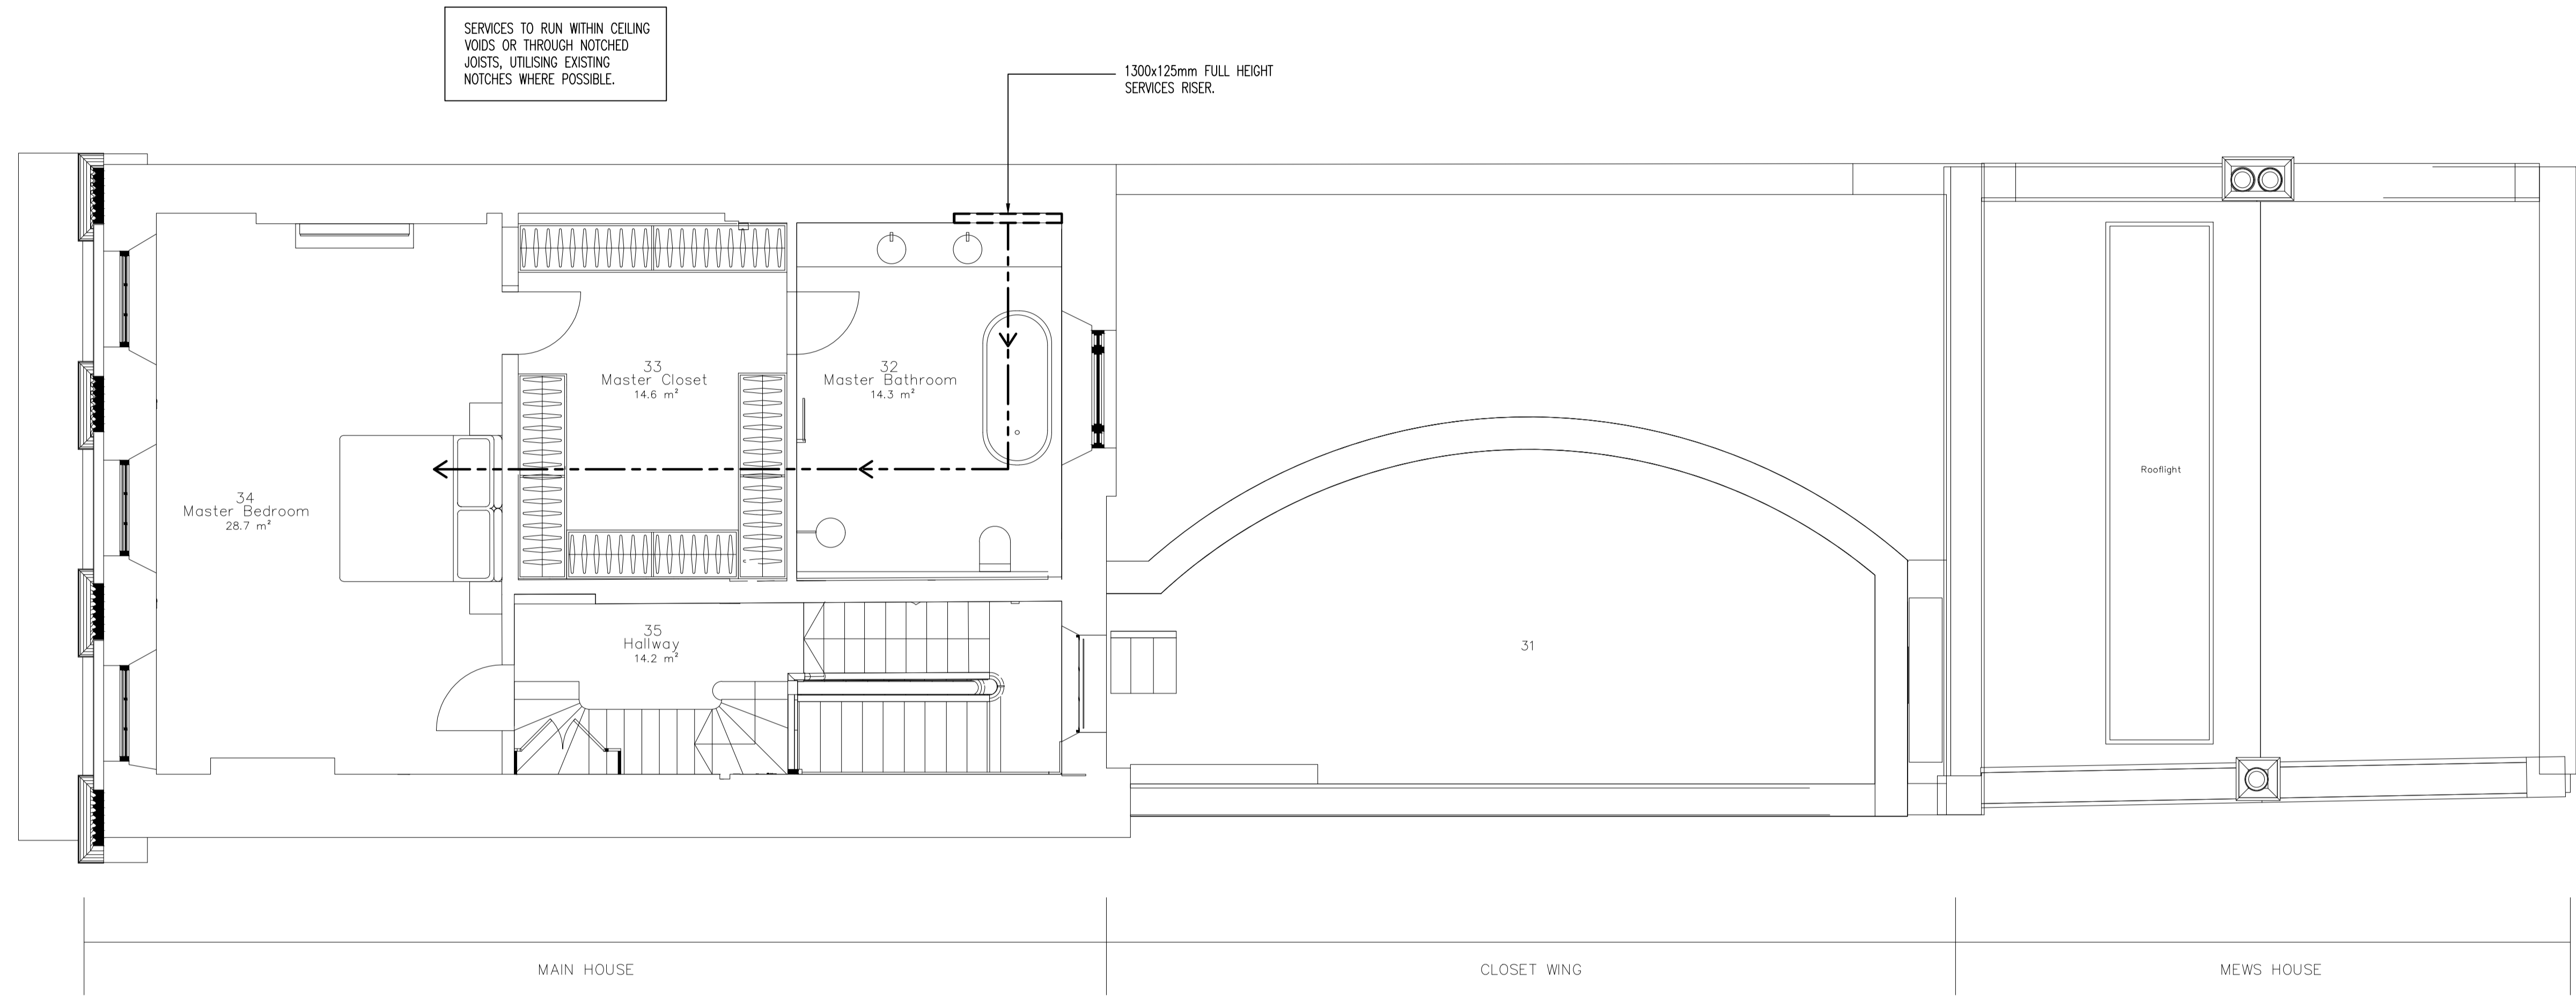 SERVICES TO RUN WITHIN CEILING
VOIDS OR THROUGH NOTCHED
JOISTS, UTILISING EXISTING
NOTCHES WHERE POSSIBLE.
1300x125mm FULL HEIGHT
SERVICES RISER.
33
Master Closet
14.6 m²
32
Master Bathroom
14.3 m²
Rooflight
34
Master Bedroom
28.7 m²
35
Hallway
14.2 m²
31
MAIN HOUSE
CLOSET WING
MEWS HOUSE